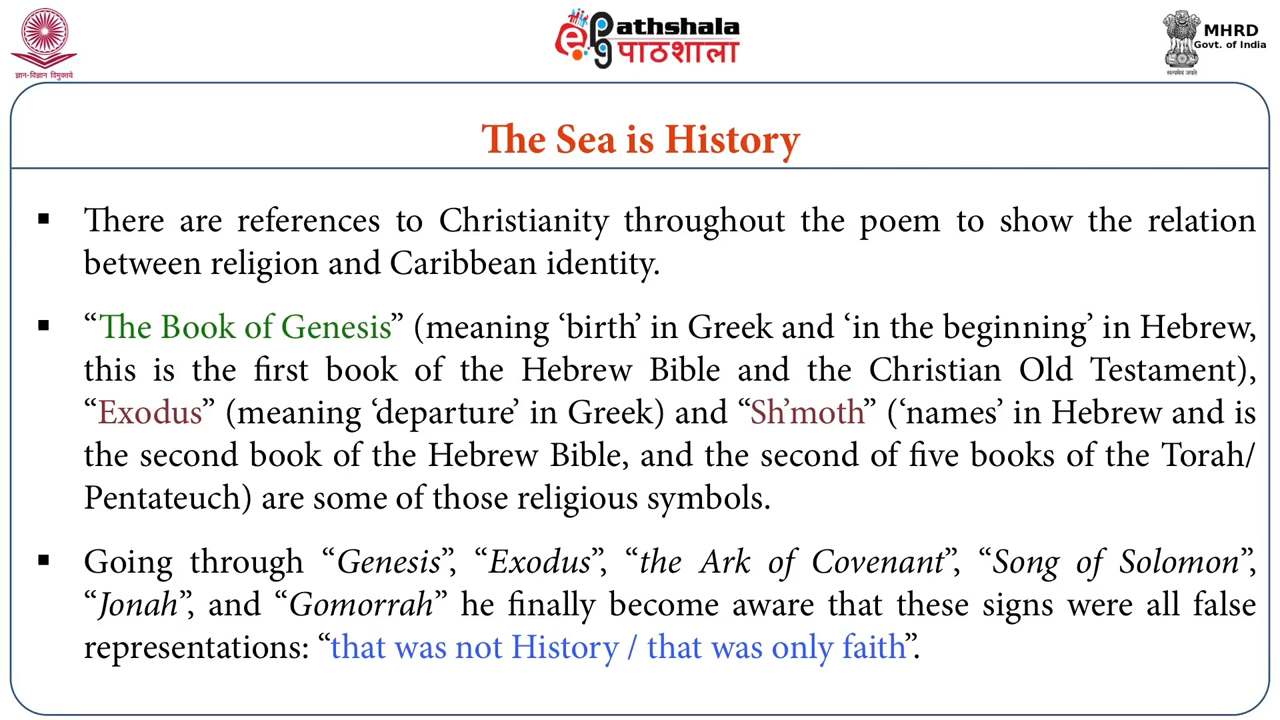 ज्ञान-विज्ञान विमुक्तये
ePG Pathshala
पाठशाला
MHRD
Govt. of India
सत्यमेव जयते
The Sea is History
▪ There are references to Christianity throughout the poem to show the relation
between religion and Caribbean identity.
▪ “The Book of Genesis” (meaning ‘birth’ in Greek and ‘in the beginning’ in Hebrew,
this is the first book of the Hebrew Bible and the Christian Old Testament),
“Exodus” (meaning ‘departure’ in Greek) and “Sh’moth” (‘names’ in Hebrew and is
the second book of the Hebrew Bible, and the second of five books of the Torah/
Pentateuch) are some of those religious symbols.
▪ Going through “Genesis”, “Exodus”, “the Ark of Covenant”, “Song of Solomon”,
“Jonah”, and “Gomorrah” he finally become aware that these signs were all false
representations: “that was not History / that was only faith”.